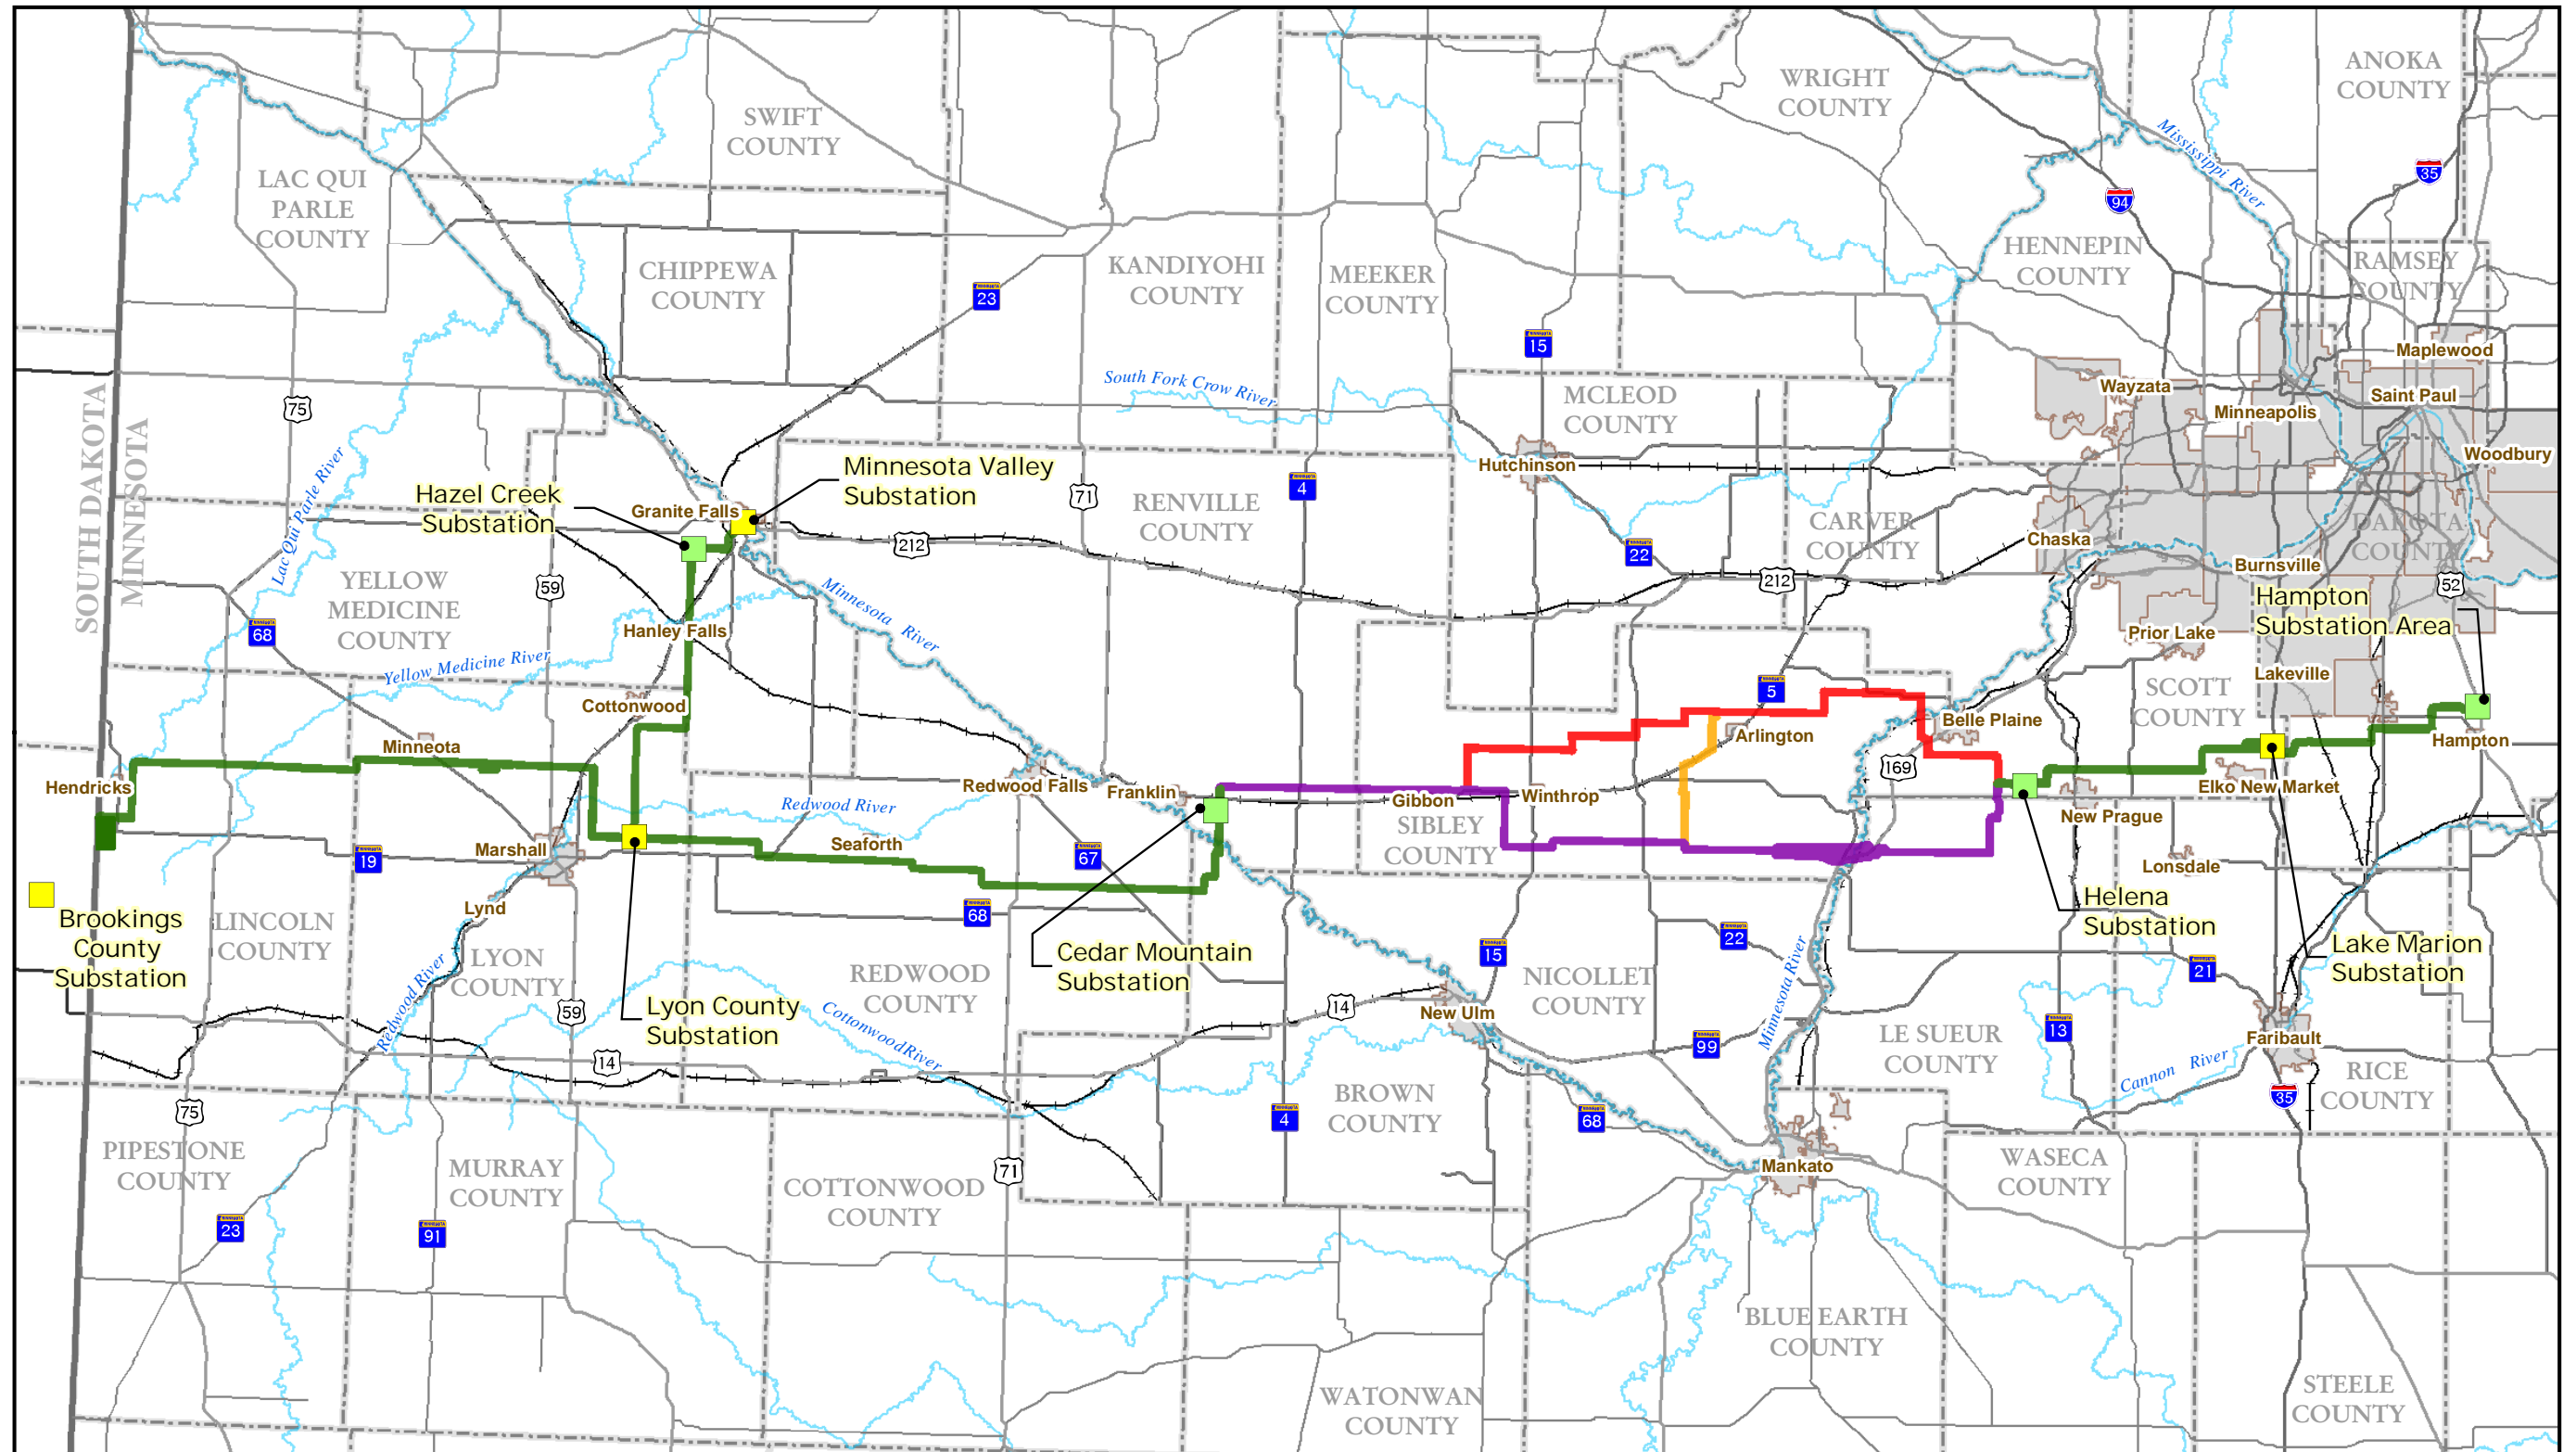 ANOKA
COUNTY
WRIGHT
COUNTY
SWIFT
COUNTY
Mississippi River
35
94
LAC QUI
PARLE
COUNTY
HENNEPIN
COUNTY
RAMSEY
COUNTY
CHIPPEWA
COUNTY
KANDIYOHI
COUNTY
MEEKER
COUNTY
23
15
Maplewood
South Fork Crow River
Wayzata
Saint Paul
MCLEOD
COUNTY
Minneapolis
75
SOUTH DAKOTA
MINNESOTA
Woodbury
Hutchinson
Minnesota Valley
Substation
Hazel Creek
Substation
Granite Falls
4
71
RENVILLE
COUNTY
Lac Qui Parle River
CARVER
COUNTY
DAKOTA
COUNTY
Chaska
212
22
Burnsville
212
59
52
YELLOW
MEDICINE
COUNTY
Minnesota River
Hampton
Substation Area
68
Hanley Falls
Prior Lake
Yellow Medicine River
Lakeville
SCOTT
COUNTY
5
Cottonwood
Belle Plaine
Arlington
Hampton
Minneota
169
Hendricks
Redwood Falls
Franklin
Elko New Market
Gibbon
Winthrop
Redwood River
New Prague
SIBLEY
COUNTY
Marshall
Seaforth
19
67
Lonsdale
Brookings
County
Substation
Lynd
LINCOLN
COUNTY
68
Helena
Substation
22
Lake Marion
Substation
Cedar Mountain
Substation
15
LYON
COUNTY
REDWOOD
COUNTY
NICOLLET
COUNTY
21
Redwood River
Minnesota River
Lyon County
Substation
Cottonwood River
59
14
New Ulm
13
Faribault
LE SUEUR
COUNTY
99
14
Cannon River
RICE
COUNTY
35
75
BROWN
COUNTY
4
68
PIPESTONE
COUNTY
MURRAY
COUNTY
71
Mankato
WASECA
COUNTY
COTTONWOOD
COUNTY
23
91
BLUE EARTH
COUNTY
WATONWAN
COUNTY
STEELE
COUNTY